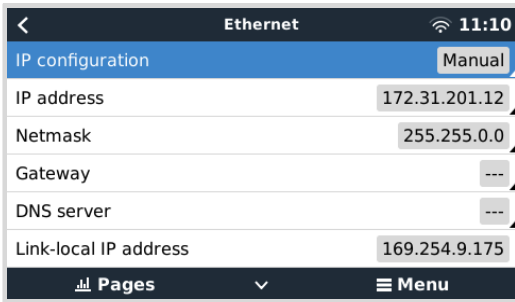 Ethernet 11:10
IP configuration Manual
IP address 172.31.201.12
Netmask 255.255.0.0
Gateway ---
DNS server ---
Link-local IP address 169.254.9.175
Pages Menu